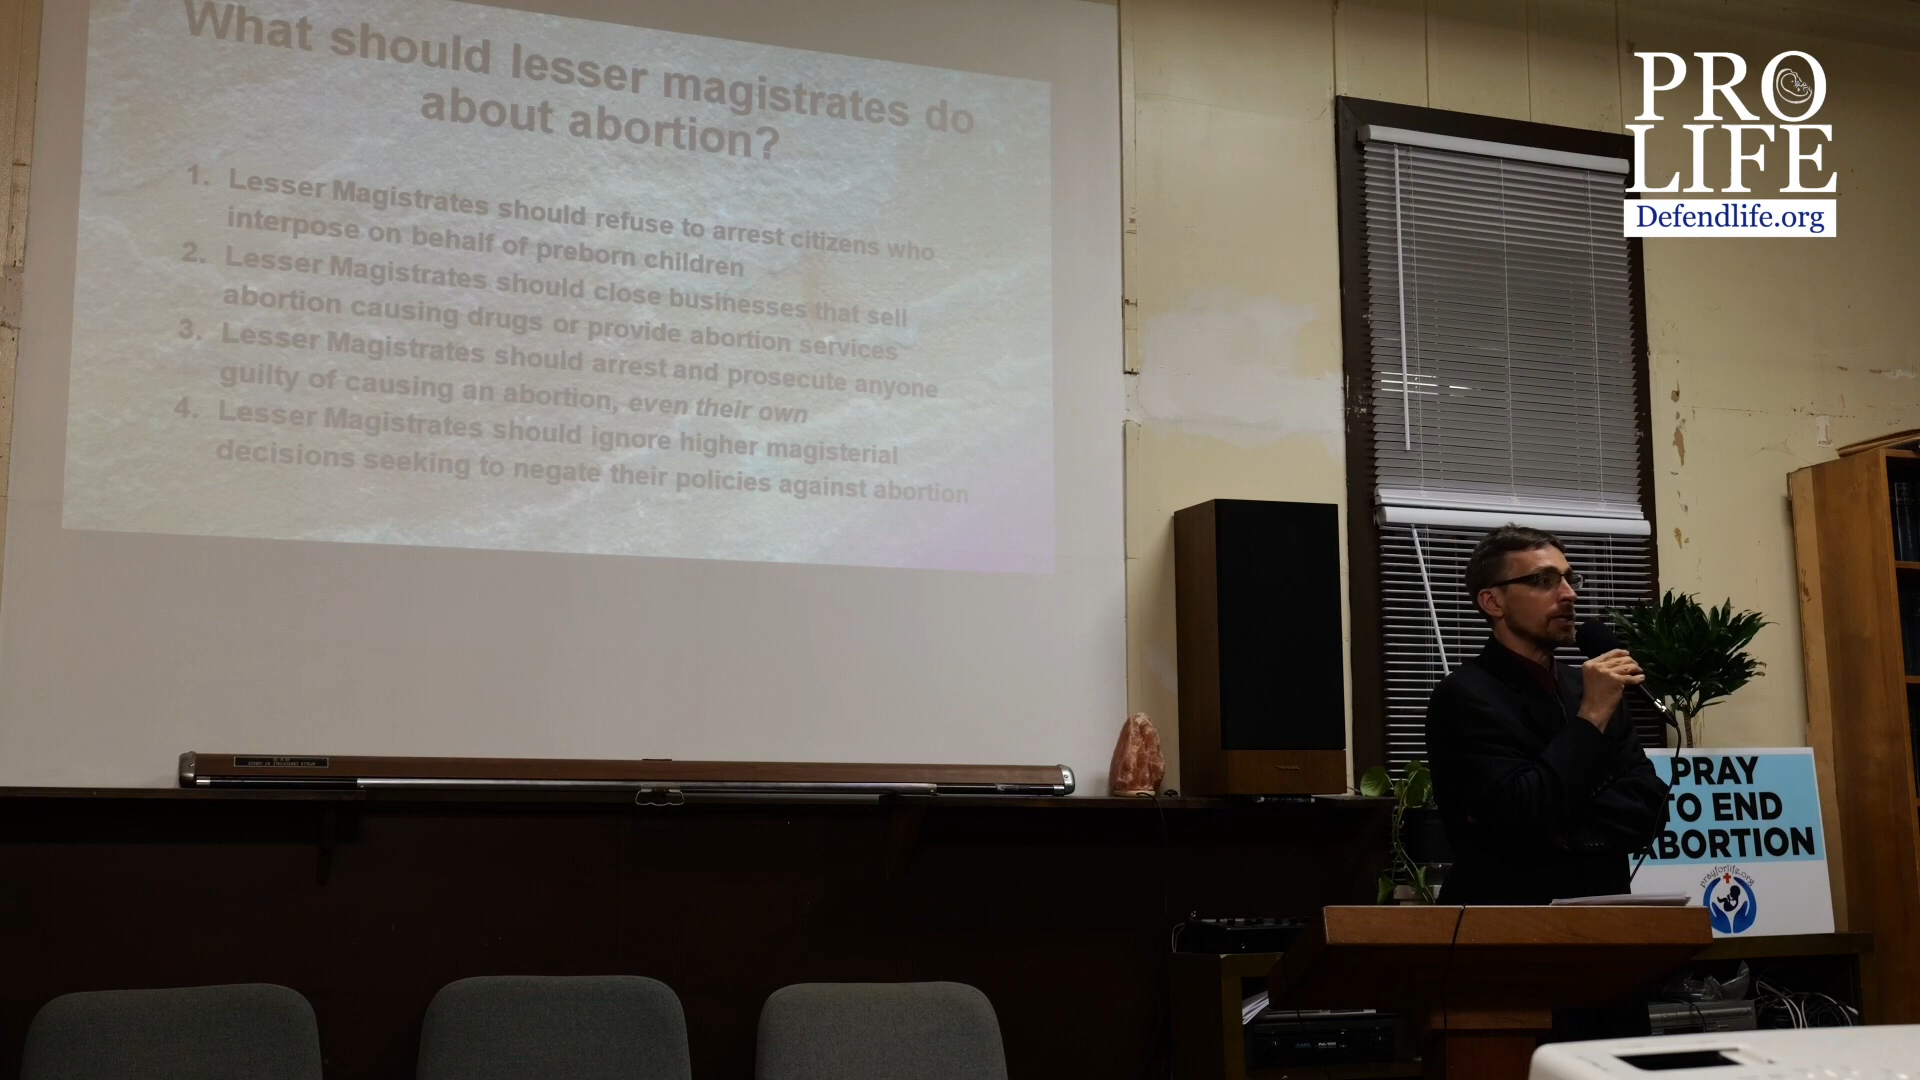 What should lesser magistrates do
about abortion?
1. Lesser Magistrates should refuse to arrest citizens who
interpose on behalf of preborn children
2. Lesser Magistrates should close businesses that sell
abortion causing drugs or provide abortion services
3. Lesser Magistrates should arrest and prosecute anyone
guilty of causing an abortion, even their own
4. Lesser Magistrates should ignore higher magisterial
decisions seeking to negate their policies against abortion
PRO
LIFE
Defendlife.org
PRAY
TO END
ABORTION
prayforlife.org